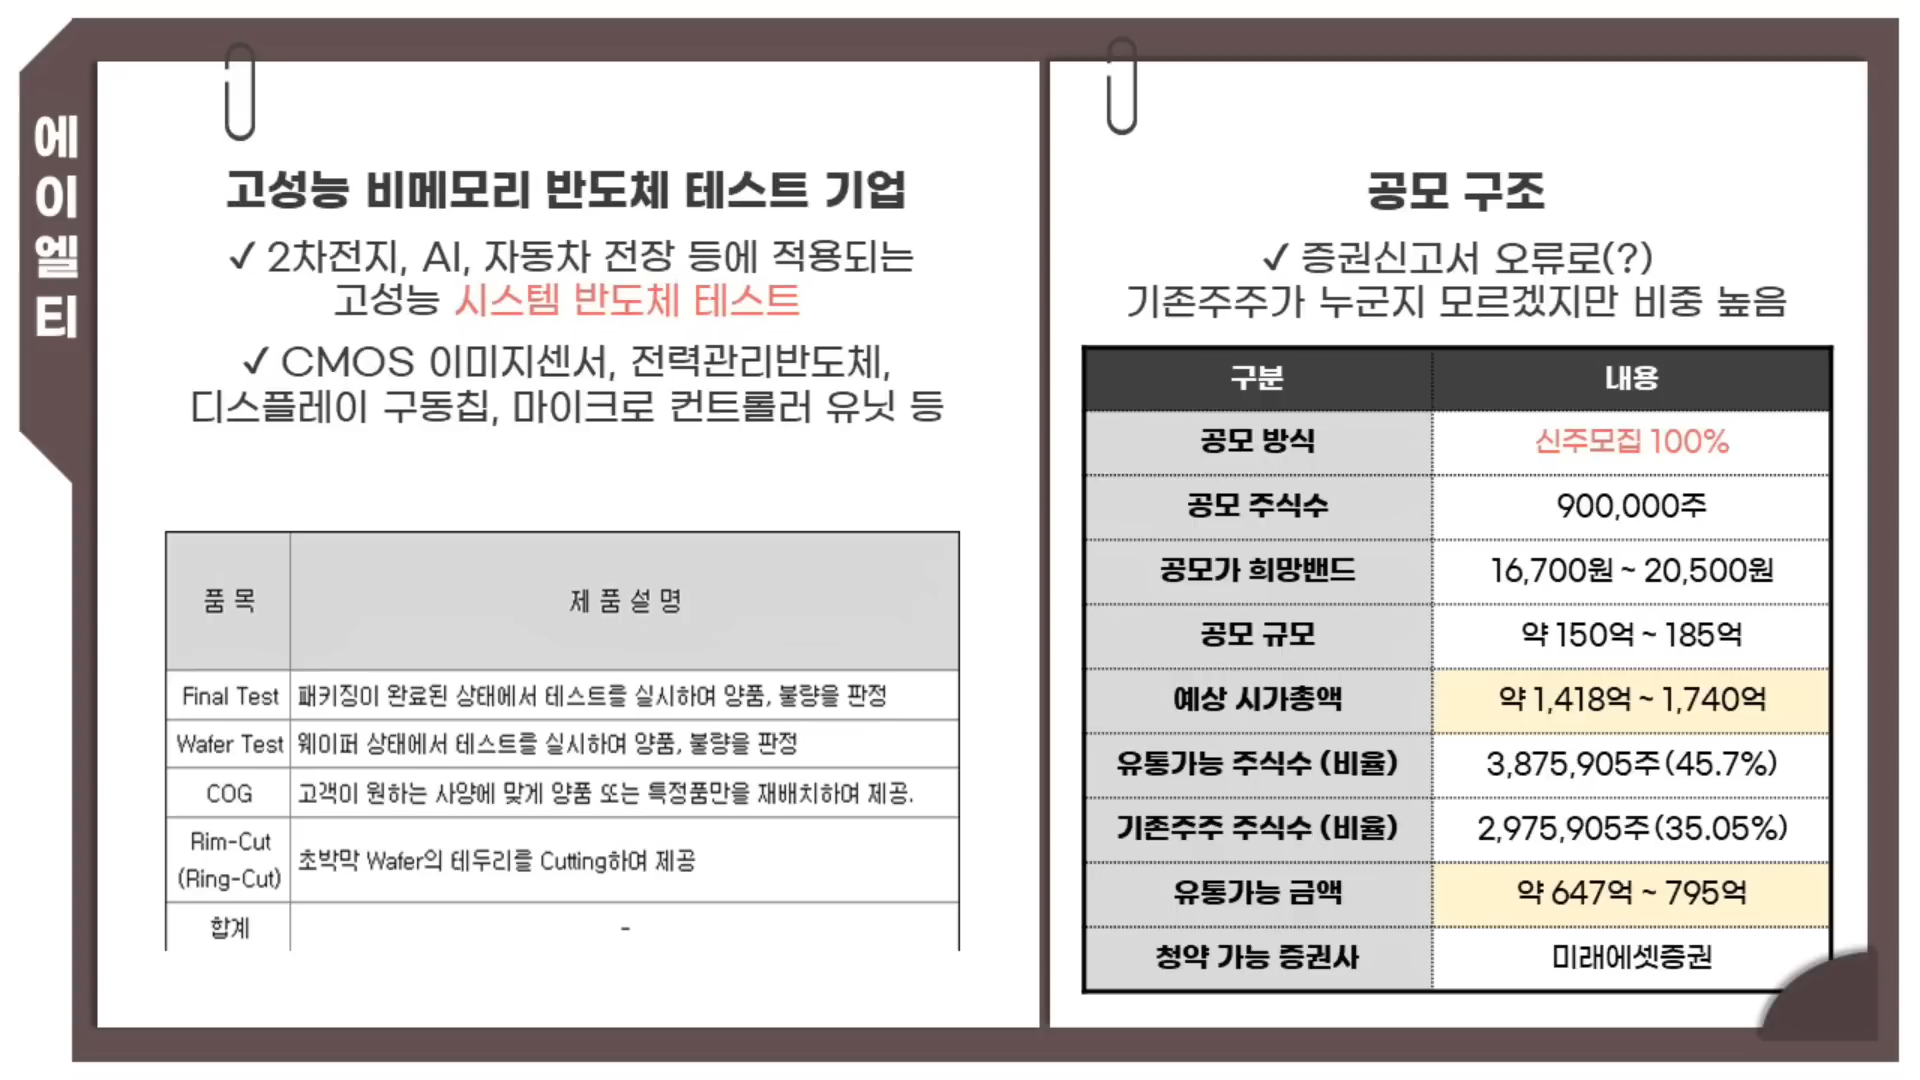 에이엘티
고성능 비메모리 반도체 테스트 기업
✓ 2차전지, AI, 자동차 전장 등에 적용되는
고성능 시스템 반도체 테스트
✓ CMOS 이미지센서, 전력관리반도체,
디스플레이 구동칩, 마이크로 컨트롤러 유닛 등
품 목 제 품 설 명
Final Test 패키징이 완료된 상태에서 테스트를 실시하여 양품, 불량을 판정
Wafer Test 웨이퍼 상태에서 테스트를 실시하여 양품, 불량을 판정
COG 고객이 원하는 사양에 맞게 양품 또는 특정품만을 재배치하여 제공.
Rim-Cut
(Ring-Cut) 초박막 Wafer의 테두리를 Cutting하여 제공
합계 -
공모 구조
✓ 증권신고서 오류로(?)
기존주주가 누군지 모르겠지만 비중 높음
구분 내용
공모 방식 신주모집 100%
공모 주식수 900,000주
공모가 희망밴드 16,700원 ~ 20,500원
공모 규모 약 150억 ~ 185억
예상 시가총액 약 1,418억 ~ 1,740억
유통가능 주식수 (비율) 3,875,905주 (45.7%)
기존주주 주식수 (비율) 2,975,905주 (35.05%)
유통가능 금액 약 647억 ~ 795억
청약 가능 증권사 미래에셋증권